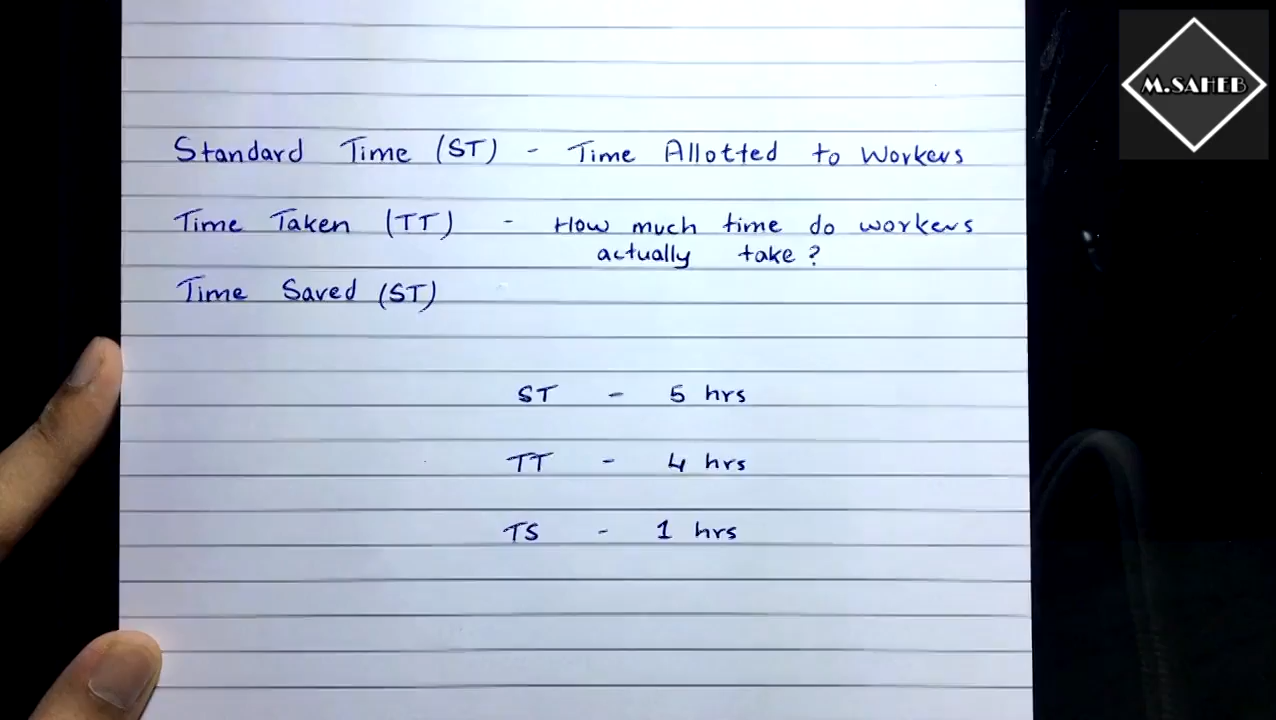 M.SAHEB
Standard Time (ST) - Time Allotted to Workers
Time Taken (TT) - How much time do workers
actually take?
Time Saved (ST)
ST - 5 hrs
TT - 4 hrs
TS - 1 hrs